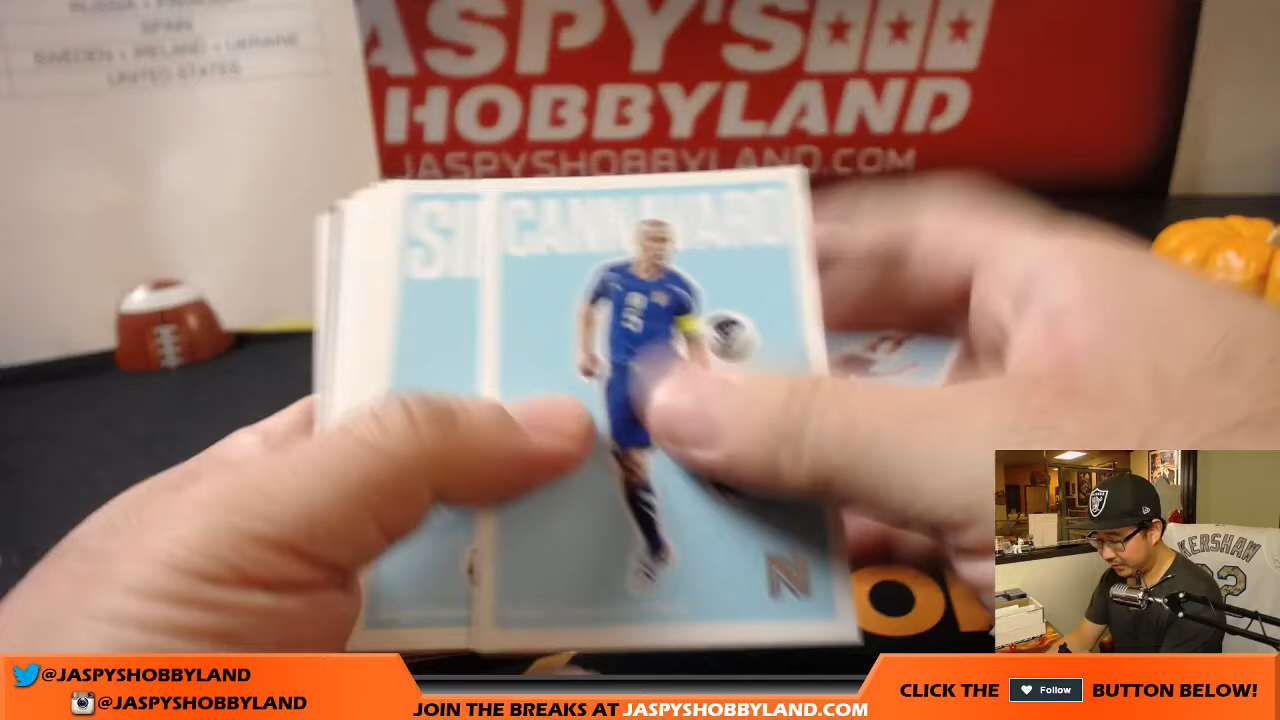 SPAIN
SWEDEN + IRELAND + UKRAINE
UNITED STATES
ASPY'S
HOBBYLAND
JASPYSHOBBYLAND.COM
CANNAVARO
N
KERSHAW
@JASPYSHOBBYLAND
@JASPYSHOBBYLAND
JOIN THE BREAKS AT JASPYSHOBBYLAND.COM
CLICK THE Follow BUTTON BELOW!